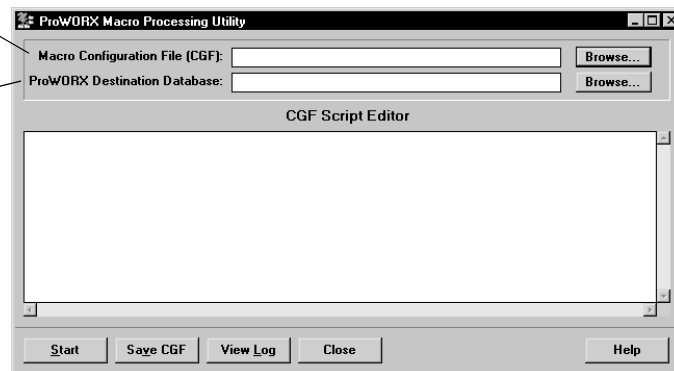 ProWORX Macro Processing Utility
Macro Configuration File (CGF): Browse...
ProWORX Destination Database: Browse...
CGF Script Editor
Start Save CGF View Log Close Help